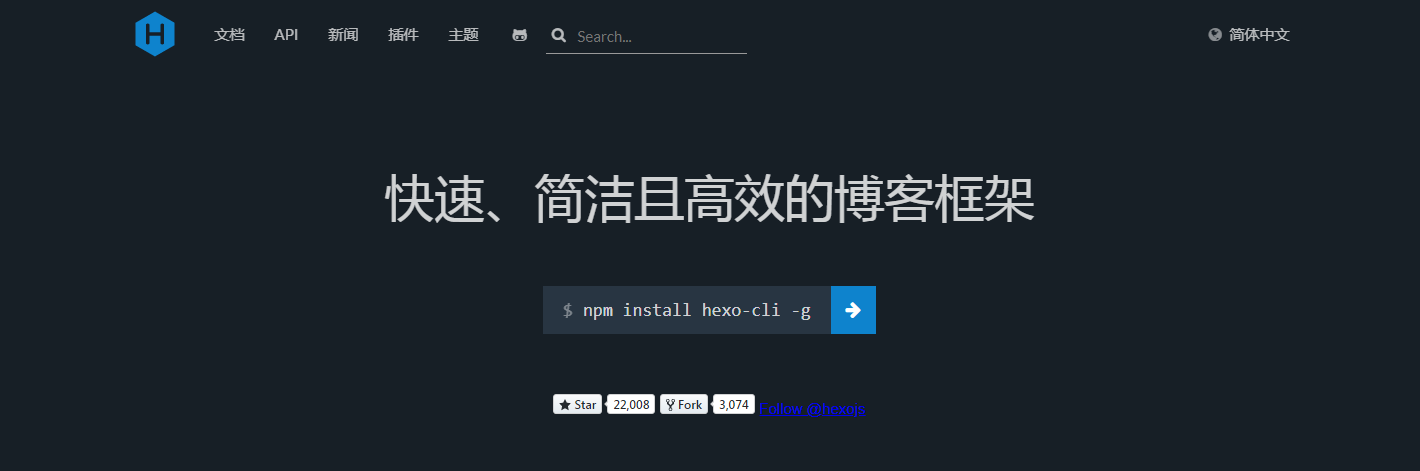 H 文档 API 新闻 插件 主题 Search... 简体中文
快速、简洁且高效的博客框架
$ npm install hexo-cli -g
Star 22,008 Fork 3,074 Follow @hexojs